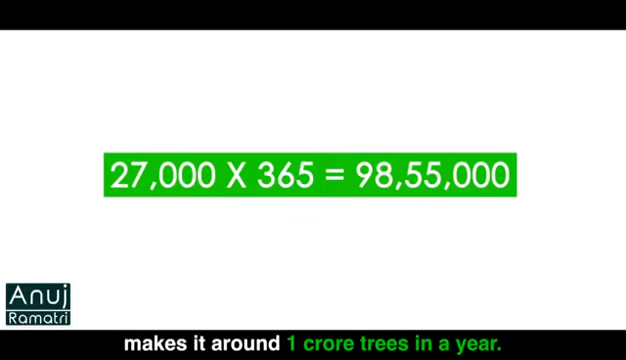 27,000 X 365 = 98,55,000
Anuj
Ramatri
makes it around 1 crore trees in a year.